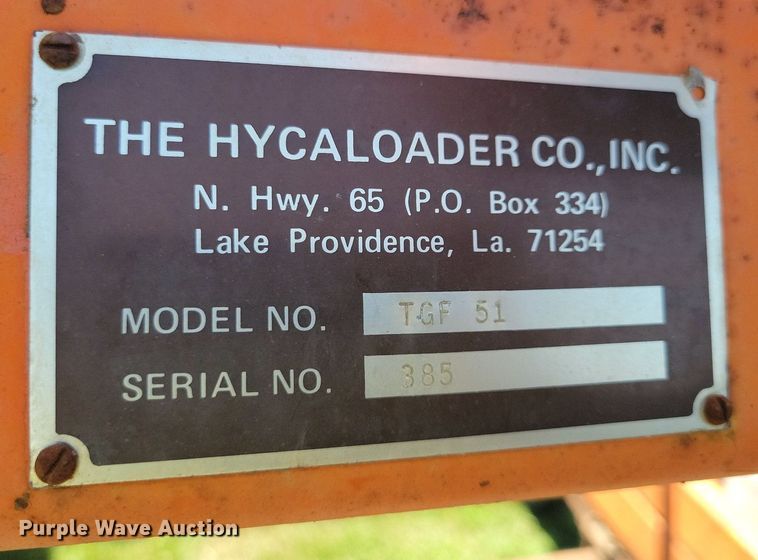 THE HYCALOADER CO., INC.
N. Hwy. 65 (P.O. Box 334)
Lake Providence, La. 71254
MODEL NO. TGF 51
SERIAL NO. 385
Purple Wave Auction